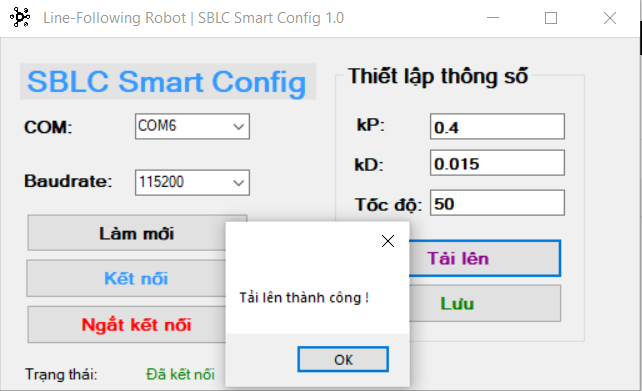 Line-Following Robot | SBLC Smart Config 1.0
SBLC Smart Config
COM:
COM6
Baudrate:
115200
Làm mới
Kết nối
Ngắt kết nối
Trạng thái:
Đã kết nối
Thiết lập thông số
kP:
0.4
kD:
0.015
Tốc độ:
50
Tải lên
Lưu
Tải lên thành công !
OK